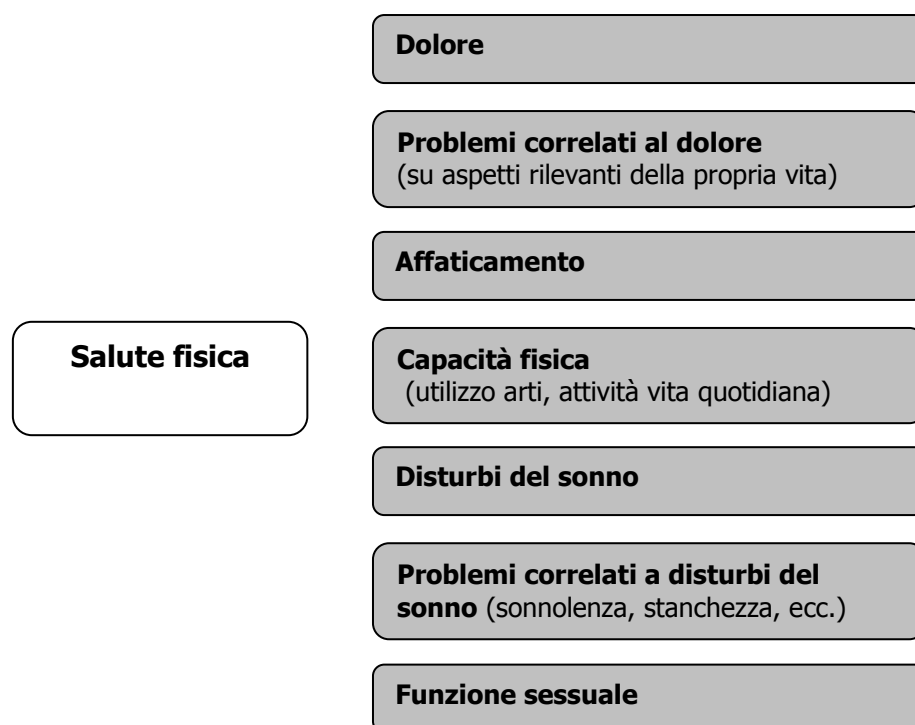 Dolore
Problemi correlati al dolore
(su aspetti rilevanti della propria vita)
Affaticamento
Salute fisica
Capacità fisica
(utilizzo arti, attività vita quotidiana)
Disturbi del sonno
Problemi correlati a disturbi del
sonno (sonnolenza, stanchezza, ecc.)
Funzione sessuale